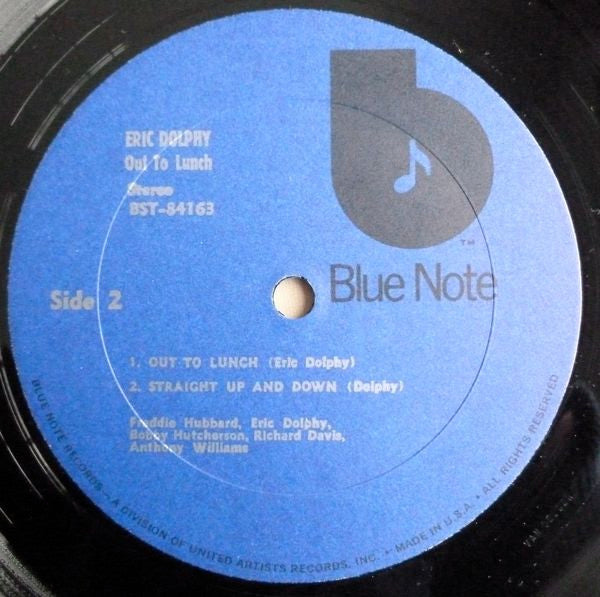 ERIC DOLPHY
Out To Lunch
Stereo
BST-84163
TM
Blue Note
Side 2
1. OUT TO LUNCH (Eric Dolphy)
2. STRAIGHT UP AND DOWN (Dolphy)
Freddie Hubbard, Eric Dolphy,
Bobby Hutcherson, Richard Davis,
Anthony Williams
BLUE NOTE RECORDS — A DIVISION OF UNITED ARTISTS RECORDS, INC. • MADE IN U.S.A. • ALL RIGHTS RESERVED